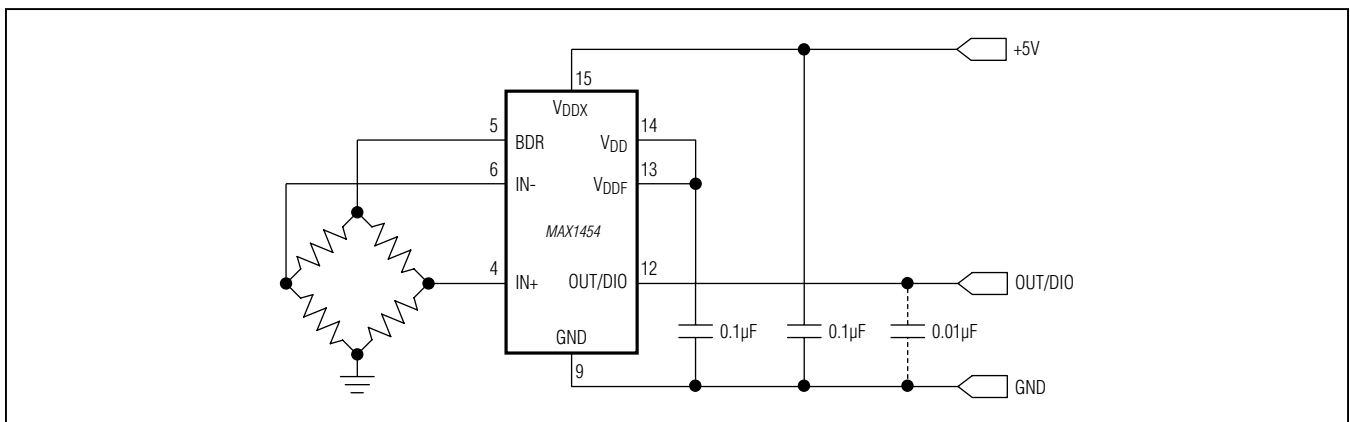 +5V
15
VDDX
5
BDR
VDD
14
6
IN-
VDDF
13
MAX1454
4
IN+
OUT/DIO
12
OUT/DIO
0.1µF
0.1µF
0.01µF
GND
9
GND